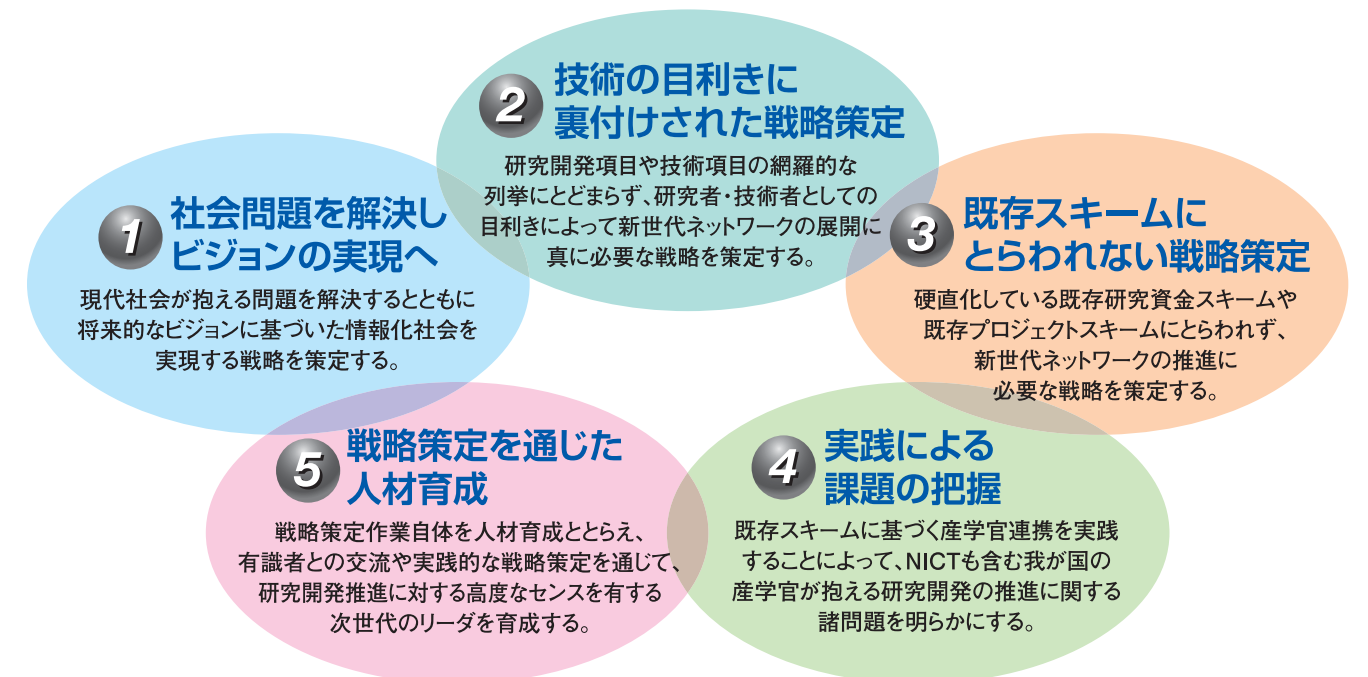 1
社会問題を解決し
ビジョンの実現へ
現代社会が抱える問題を解決するとともに
将来的なビジョンに基づいた情報化社会を
実現する戦略を策定する。
2
技術の目利きに
裏付けされた戦略策定
研究開発項目や技術項目の網羅的な
列挙にとどまらず、研究者・技術者としての
目利きによって新世代ネットワークの展開に
真に必要な戦略を策定する。
3
既存スキームに
とらわれない戦略策定
硬直化している既存研究資金スキームや
既存プロジェクトスキームにとらわれず、
新世代ネットワークの推進に
必要な戦略を策定する。
4
実践による
課題の把握
既存スキームに基づく産学官連携を実践
することによって、NICTも含む我が国の
産学官が抱える研究開発の推進に関する
諸問題を明らかにする。
5
戦略策定を通じた
人材育成
戦略策定作業自体を人材育成ととらえ、
有識者との交流や実践的な戦略策定を通じて、
研究開発推進に対する高度なセンスを有する
次世代のリーダを育成する。